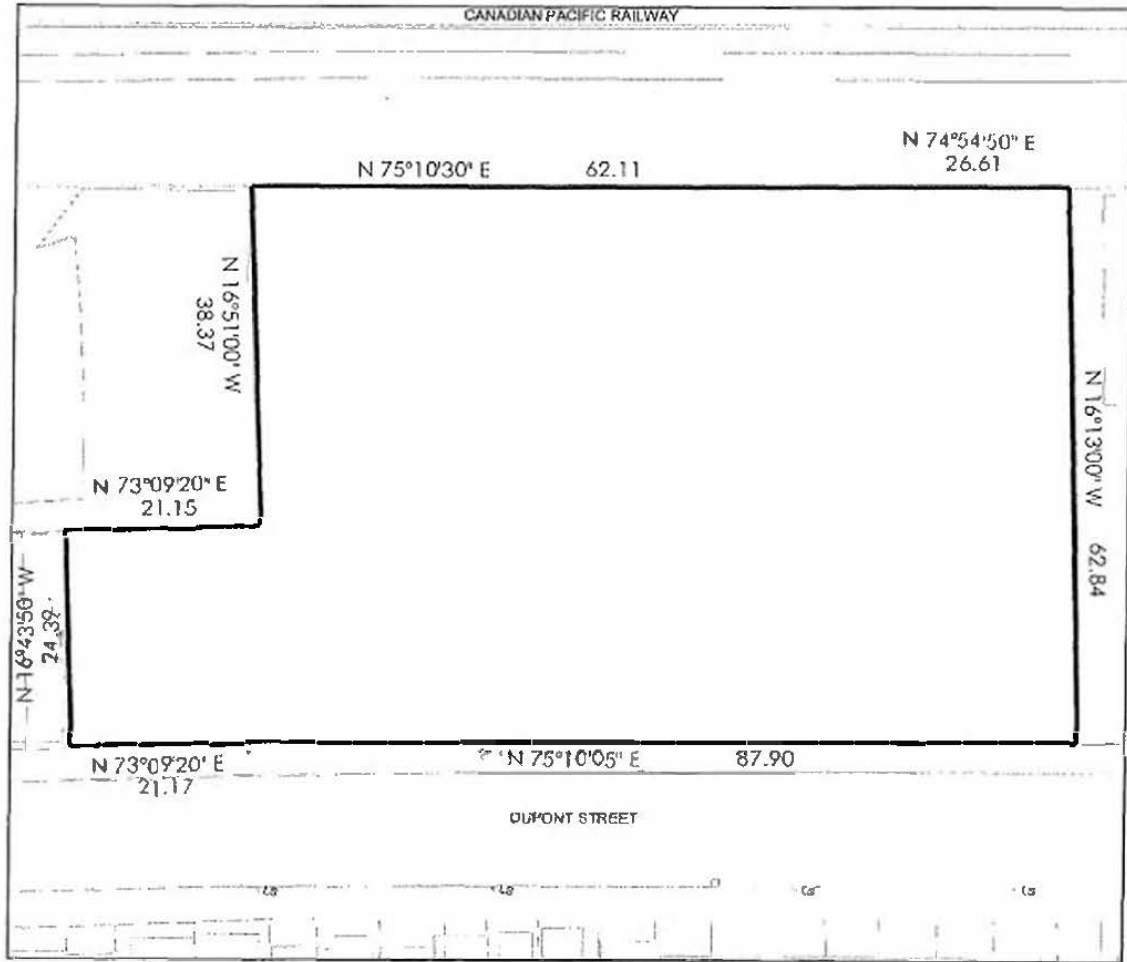 CANADIAN PACIFIC RAILWAY
N 74°54'50" E
26.61
N 75°10'30" E 62.11
N 16°51'00" W
38.37
N 16°13'00" W 62.84
N 73°09'20" E
21.15
N 16°43'50" W
24.39
N 73°09'20" E
21.17
N 75°10'05" E 87.90
DUPONT STREET